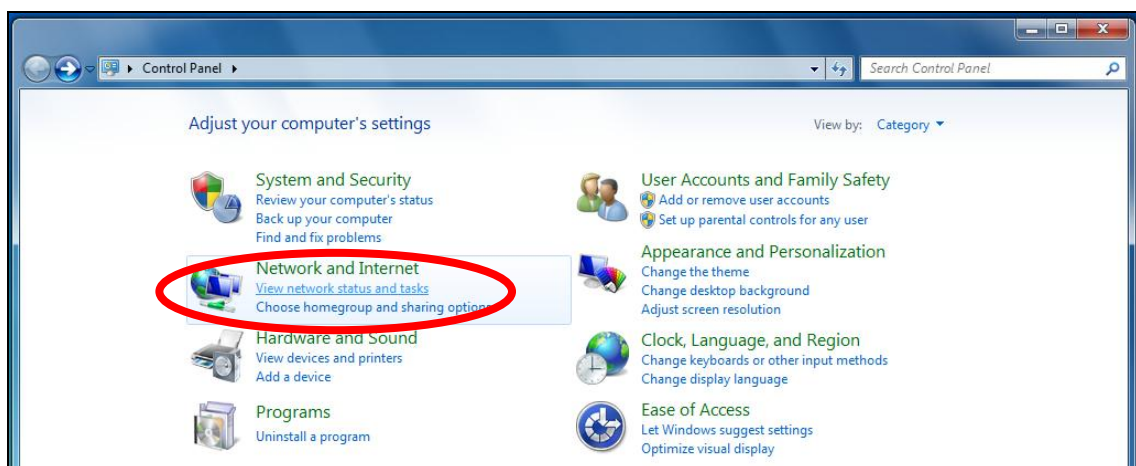 Control Panel
Search Control Panel
Adjust your computer's settings
View by: Category
System and Security
Review your computer's status
Back up your computer
Find and fix problems
Network and Internet
View network status and tasks
Choose homegroup and sharing options
Hardware and Sound
View devices and printers
Add a device
Programs
Uninstall a program
User Accounts and Family Safety
Add or remove user accounts
Set up parental controls for any user
Appearance and Personalization
Change the theme
Change desktop background
Adjust screen resolution
Clock, Language, and Region
Change keyboards or other input methods
Change display language
Ease of Access
Let Windows suggest settings
Optimize visual display